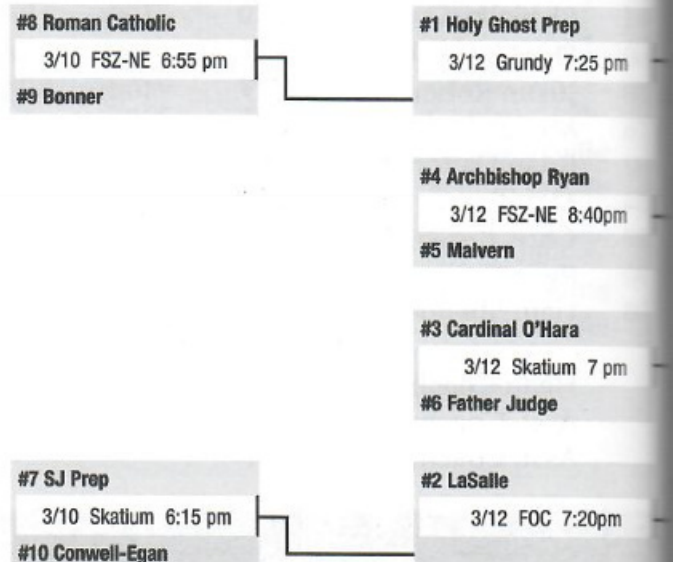 #8 Roman Catholic
3/10 FSZ-NE 6:55 pm
#9 Bonner
#7 SJ Prep
3/10 Skatium 6:15 pm
#10 Conwell-Egan
#1 Holy Ghost Prep
3/12 Grundy 7:25 pm
#4 Archbishop Ryan
3/12 FSZ-NE 8:40pm
#5 Malvern
#3 Cardinal O'Hara
3/12 Skatium 7 pm
#6 Father Judge
#2 LaSalle
3/12 FOC 7:20pm